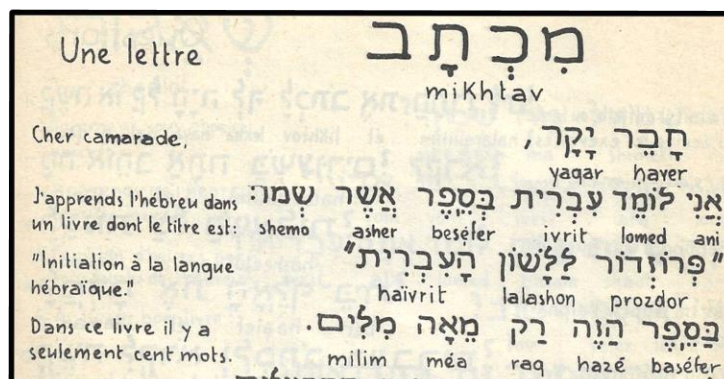 Une lettre
מִכְתָּב
mikhtav
Cher camarade,
חָבֵר יָקָר,
yaqar ḥaver
J'apprends l'hébreu dans
un livre dont le titre est:
אֲנִי לוֹמֵד עִבְרִית בְּסֵפֶר אֲשֶׁר שְׁמוֹ:
shemo asher beséfer ivrit lomed ani
"Initiation à la langue
hébraïque."
"פְּרוֹזְדוֹר לַלָּשׁוֹן הָעִבְרִית"
haïvrit lalashon prozdor
Dans ce livre il y a
seulement cent mots.
בַּסֵּפֶר הַזֶּה רַק מֵאָה מִלִּים.
milim méa raq hazé baséfer